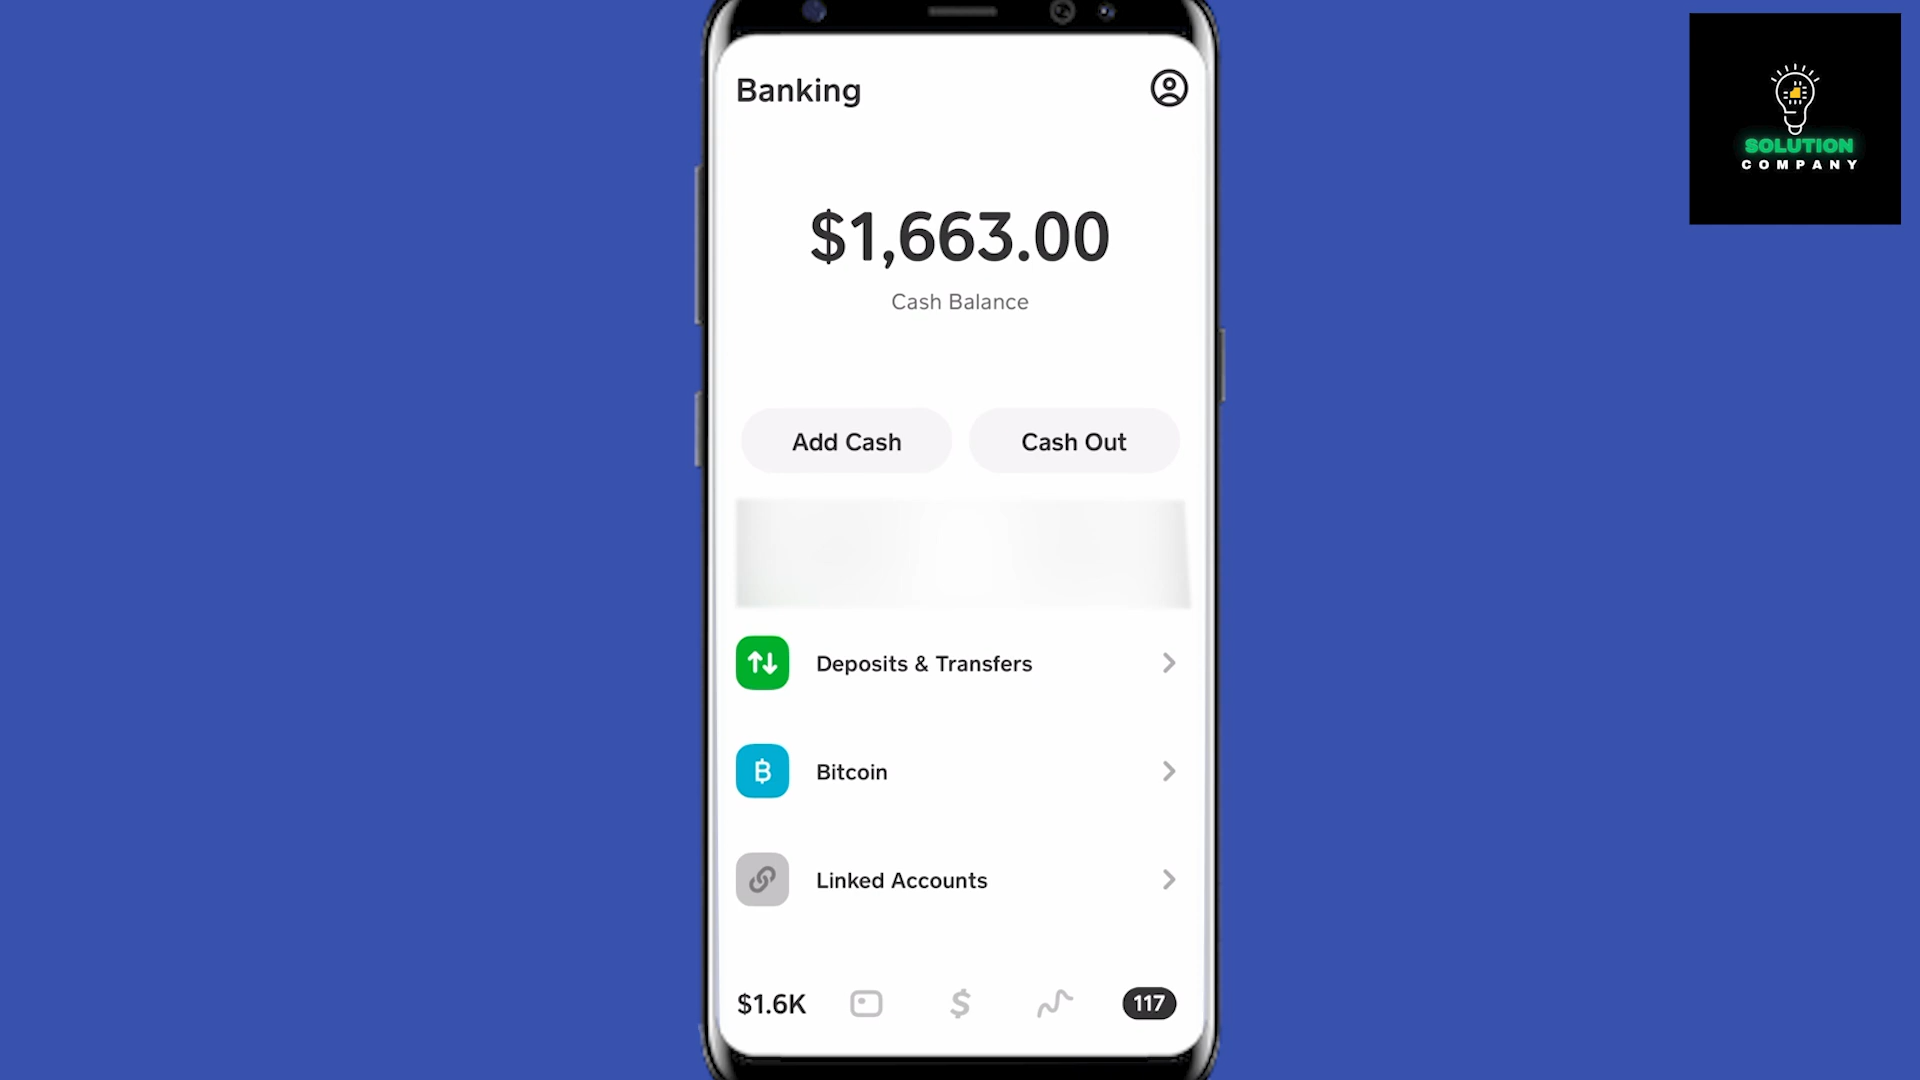 Banking
$1,663.00
Cash Balance
Add Cash
Cash Out
Deposits & Transfers
Bitcoin
Linked Accounts
$1.6K
$
117
SOLUTION
COMPANY